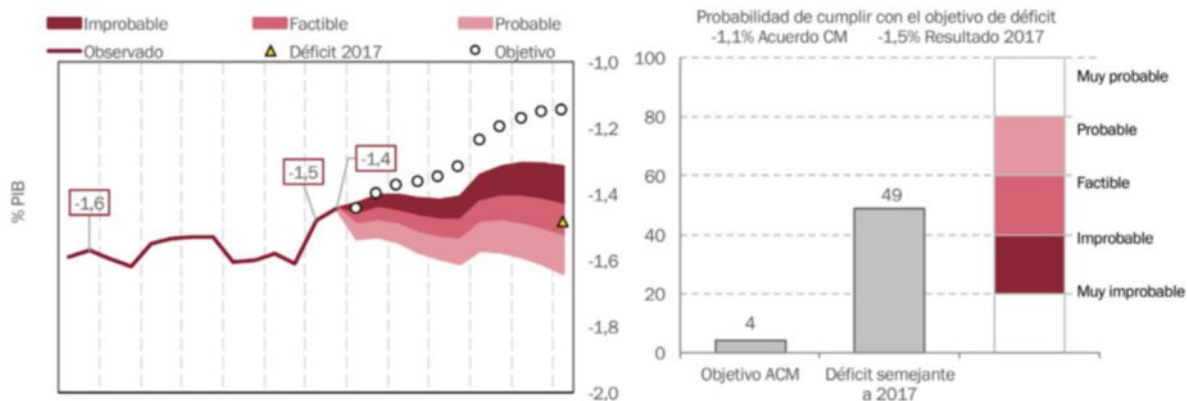 Improbable Factible Probable
Observado Déficit 2017 Objetivo
% PIB
-1,6
-1,5
-1,4
-1,0
-1,2
-1,4
-1,6
-1,8
-2,0
Probabilidad de cumplir con el objetivo de déficit
-1,1% Acuerdo CM -1,5% Resultado 2017
100
80
60
40
20
0
4
49
Objetivo ACM
Déficit semejante
a 2017
Muy probable
Probable
Factible
Improbable
Muy improbable